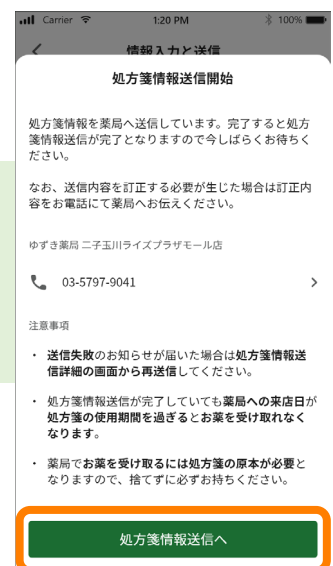 Carrier 1:20 PM 100%
情報入力と送信
処方箋情報送信開始
処方箋情報を薬局へ送信しています。完了すると処方
箋情報送信が完了となりますので今しばらくお待ちく
ださい。
なお、送信内容を訂正する必要が生じた場合は訂正内
容をお電話にて薬局へお伝えください。
ゆずき薬局 二子玉川ライズプラザモール店
03-5797-9041
注意事項
・ 送信失敗のお知らせが届いた場合は処方箋情報送
信詳細の画面から再送信してください。
・ 処方箋情報送信が完了していても薬局への来店日が
処方箋の使用期間を過ぎるとお薬を受け取れなく
なります。
・ 薬局でお薬を受け取るには処方箋の原本が必要と
なりますので、捨てずに必ずお持ちください。
処方箋情報送信へ